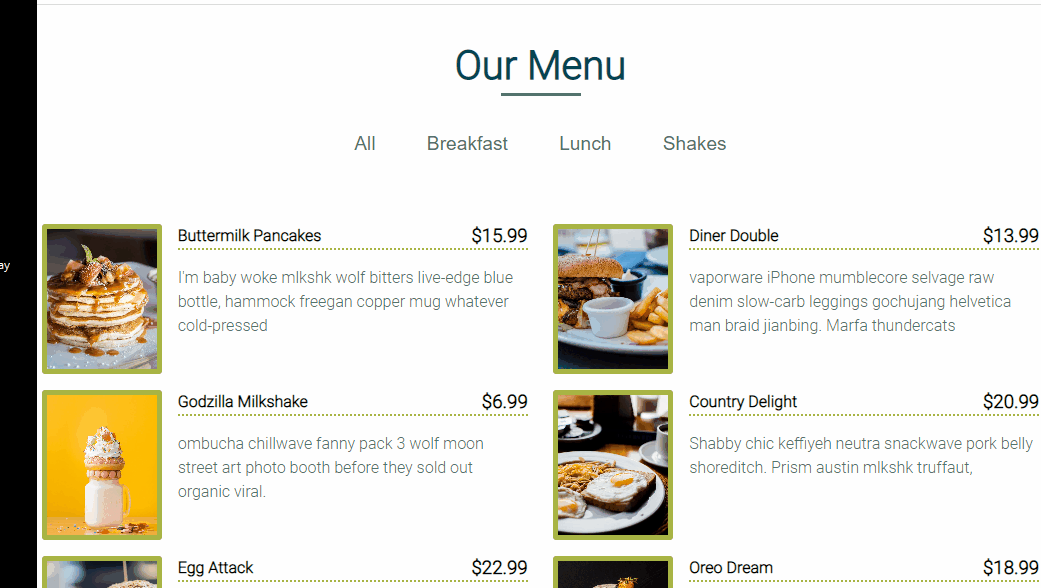 Our Menu
All Breakfast Lunch Shakes
ay
Buttermilk Pancakes $15.99
I'm baby woke mlkshk wolf bitters live-edge blue
bottle, hammock freegan copper mug whatever
cold-pressed
Diner Double $13.99
vaporware iPhone mumblecore selvage raw
denim slow-carb leggings gochujang helvetica
man braid jianbing. Marfa thundercats
Godzilla Milkshake $6.99
ombucha chillwave fanny pack 3 wolf moon
street art photo booth before they sold out
organic viral.
Country Delight $20.99
Shabby chic keffiyeh neutra snackwave pork belly
shoreditch. Prism austin mlkshk truffaut,
Egg Attack $22.99
Oreo Dream $18.99